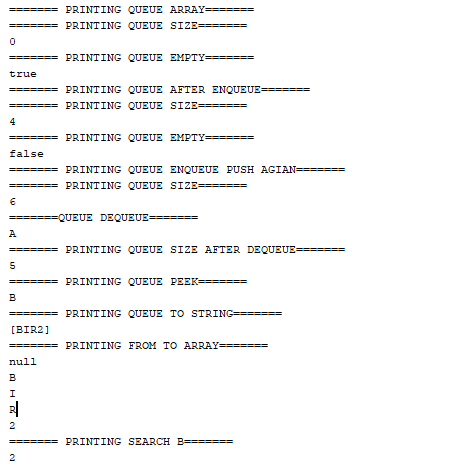 ======= PRINTING QUEUE ARRAY=======
======= PRINTING QUEUE SIZE=======
0
======= PRINTING QUEUE EMPTY=======
true
======= PRINTING QUEUE AFTER ENQUEUE=======
======= PRINTING QUEUE SIZE=======
4
======= PRINTING QUEUE EMPTY=======
false
======= PRINTING QUEUE ENQUEUE PUSH AGIAN=======
======= PRINTING QUEUE SIZE=======
6
=======QUEUE DEQUEUE=======
A
======= PRINTING QUEUE SIZE AFTER DEQUEUE=======
5
======= PRINTING QUEUE PEEK=======
B
======= PRINTING QUEUE TO STRING=======
[BIR2]
======= PRINTING FROM TO ARRAY=======
null
B
I
R
2
======= PRINTING SEARCH B=======
2